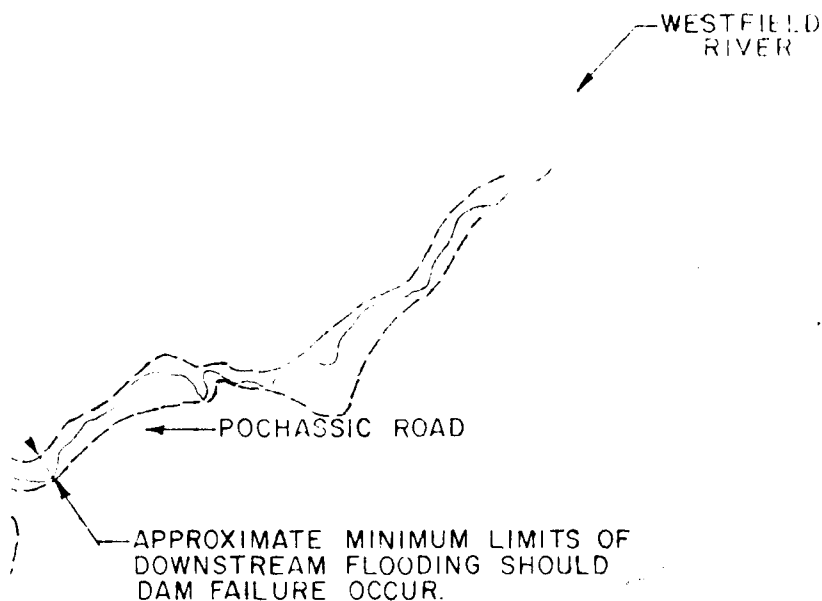 WESTFIELD
RIVER
POCHASSIC ROAD
APPROXIMATE MINIMUM LIMITS OF
DOWNSTREAM FLOODING SHOULD
DAM FAILURE OCCUR.